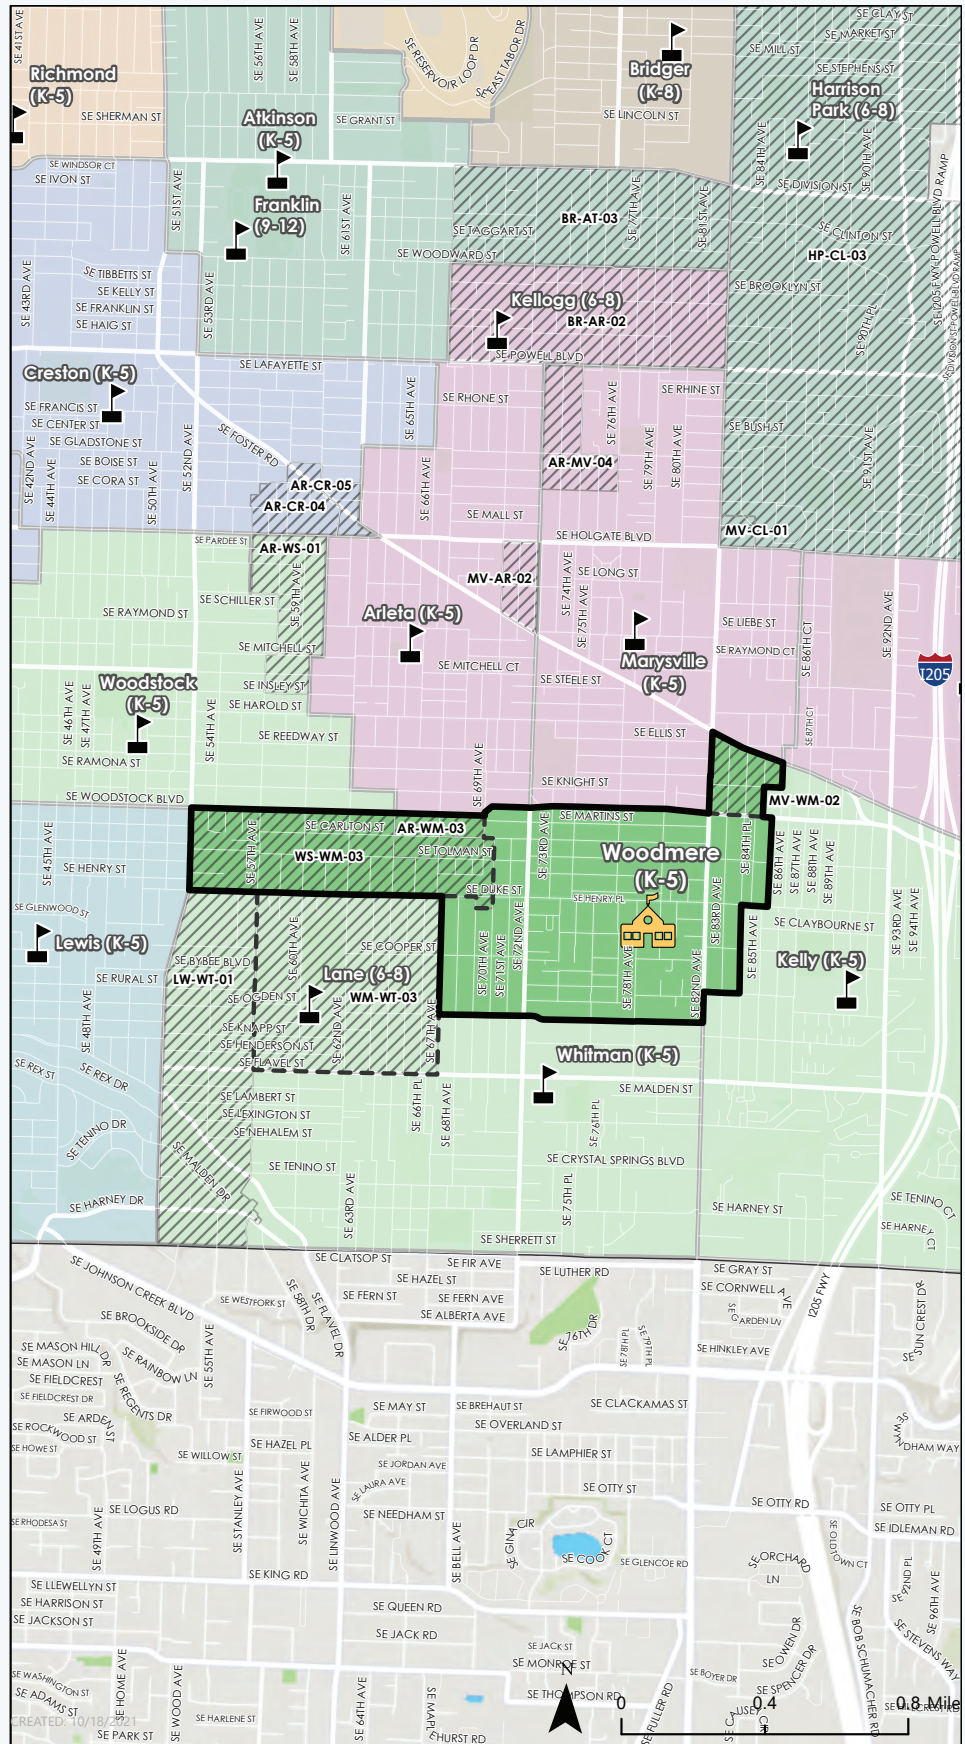 SE 41ST AVE
SE 56TH AVE
SE 58TH AVE
SE RESERVOIR LOOP DR
SE EAST TABOR DR
SE CLAY ST
SE MARKET ST
SE MILL ST
SE STEPHENS ST
Richmond
(K-5)
Bridger
(K-8)
Harrison
Park (6-8)
SE SHERMAN ST
Atkinson
(K-5)
SE GRANT ST
SE LINCOLN ST
SE 84TH AVE
SE 90TH AVE
SE WINDSOR CT
SE IVON ST
SE 51ST AVE
SE DIVISION ST
Franklin
(9-12)
SE 61ST AVE
BR-AT-03
SE 77TH AVE
SE 81ST AVE
SE TAGGART ST
SE WOODWARD ST
SE CLINTON ST
HP-CL-03
SE I205 FWY-POWELL BLVD RAMP
SE DIVISION ST-POWELL BLVD RAMP
SE TIBBETTS ST
SE KELLY ST
SE FRANKLIN ST
SE HAIG ST
SE 43RD AVE
SE 53RD AVE
SE BROOKLYN ST
Kellogg (6-8)
BR-AR-02
SE POWELL BLVD
SE 90TH PL
SE LAFAYETTE ST
Creston (K-5)
SE FRANCIS ST
SE CENTER ST
SE GLADSTONE ST
SE BOISE ST
SE CORA ST
SE 42ND AVE
SE 44TH AVE
SE 50TH AVE
SE 52ND AVE
SE FOSTER RD
SE 65TH AVE
SE RHONE ST
SE 76TH AVE
SE RHINE ST
SE BUSH ST
SE 79TH AVE
SE 80TH AVE
SE 91ST AVE
AR-MV-04
SE 66TH AVE
AR-CR-05
AR-CR-04
SE MALL ST
SE HOLGATE BLVD
MV-CL-01
SE PARDEE ST
AR-WS-01
MV-AR-02
SE 74TH AVE
SE 75TH AVE
SE LONG ST
SE SCHILLER ST
SE 59TH AVE
SE RAYMOND ST
Arleta (K-5)
SE LIEBE ST
SE 86TH CT
SE 92ND AVE
SE MITCHELL ST
SE RAYMOND CT
SE MITCHELL CT
Marysville
(K-5)
SE STEELE ST
I205
Woodstock
(K-5)
SE INSLEY ST
SE HAROLD ST
SE 46TH AVE
SE 47TH AVE
SE 54TH AVE
SE REEDWAY ST
SE ELLIS ST
SE 87TH CT
SE RAMONA ST
SE 69TH AVE
SE KNIGHT ST
SE WOODSTOCK BLVD
MV-WM-02
SE MARTINS ST
SE CARLTON ST
AR-WM-03
SE 57TH AVE
WS-WM-03
SE TOLMAN ST
SE 73RD AVE
Woodmere
(K-5)
SE 84TH PL
SE 86TH AVE
SE 87TH AVE
SE 88TH AVE
SE 89TH AVE
SE 45TH AVE
SE HENRY ST
SE DUKE ST
SE HENRY PL
SE GLENWOOD ST
SE 83RD AVE
SE CLAYBOURNE ST
SE 93RD AVE
SE 94TH AVE
Lewis (K-5)
SE 60TH AVE
SE COOPER ST
SE 70TH AVE
SE 71ST AVE
SE 72ND AVE
SE 85TH AVE
SE BYBEE BLVD
Kelly (K-5)
SE RURAL ST
LW-WT-01
Lane (6-8)
WM-WT-03
SE OGDEN ST
SE 78TH AVE
SE 82ND AVE
SE 48TH AVE
SE KNAPP ST
SE HENDERSON ST
SE FLAVEL ST
SE 62ND AVE
SE 67TH AVE
SE REX ST
SE REX DR
Whitman (K-5)
SE MALDEN ST
SE LAMBERT ST
SE LEXINGTON ST
SE NEHALEM ST
SE 66TH PL
SE 68TH AVE
SE 76TH PL
SE TENINO DR
SE MALDEN DR
SE TENINO ST
SE CRYSTAL SPRINGS BLVD
SE HARNEY DR
SE 63RD AVE
SE 75TH PL
SE HARNEY ST
SE TENINO CT
SE HARNEY CT
SE SHERRETT ST
SE CLATSOP ST
SE FIR AVE
SE LUTHER RD
SE GRAY ST
SE JOHNSON CREEK BLVD
SE HAZEL ST
SE CORNWELL AVE
I205 FWY
SE WESTFORK ST
SE 58TH DR
SE FLAVEL DR
SE FERN ST
SE FERN AVE
SE ALBERTA AVE
SE GARDEN LN
SE SUN CREST DR
SE BROOKSIDE DR
SE 76TH DR
SE 78TH PL
SE 79TH PL
SE HINKLEY AVE
SE MASON HILL DR
SE MASON LN
SE FIELDCREST
SE FIELDCREST DR
SE RAINBOW LN
SE 55TH AVE
SE REGENTS DR
SE ARDEN ST
SE FIRWOOD ST
SE MAY ST
SE BREHAUT ST
SE CLACKAMAS ST
SE ROCKWOOD ST
SE HOWE ST
SE ALDER PL
SE OVERLAND ST
SE WYNDHAM WAY
SE WILLOW ST
SE HAZEL PL
SE JORDAN AVE
SE LAMPHIER ST
SE LAURA AVE
SE OTTY ST
SE OTTY RD
SE OTTY PL
SE LOGUS RD
SE STANLEY AVE
SE WICHITA AVE
SE LINWOOD AVE
SE NEEDHAM ST
SE IDLEMAN RD
SE RHODESA ST
SE 49TH AVE
SE BELL AVE
SE GINA CIR
SE COOK CT
SE GLENCOE RD
SE ORCHARD
LN
SE OLD TOWN CT
SE 92ND PL
SE 96TH AVE
SE KING RD
SE LLEWELLYN ST
SE HARRISON ST
SE JACKSON ST
SE QUEEN RD
SE JACK RD
SE JACK ST
SE MONROE ST
SE OWEN DR
SE SPENCER DR
SE BOB SCHUMACHER RD
SE STEVENS WAY
SE HOME AVE
SE WOOD AVE
SE WASHINGTON ST
SE ADAMS ST
SE 64TH AVE
SE THOMPSON RD
SE BOYER DR
SE FULLER RD
SE CAUSEY CIR
SE HILLCREST RD
SE HARLENE ST
SE PARK ST
CREATED: 10/18/2021
N
0
0.4
0.8 Mile